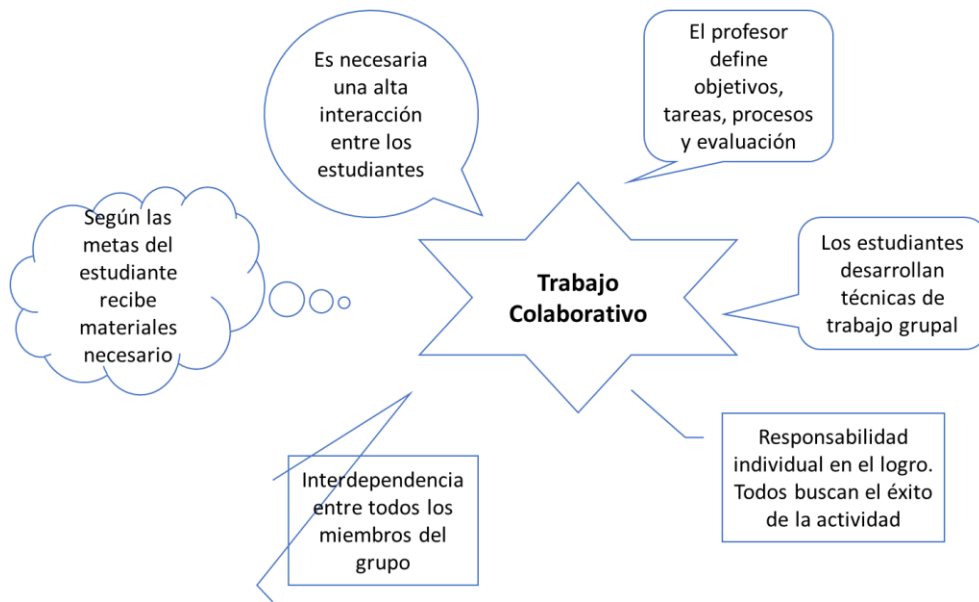 Es necesaria
una alta
interacción
entre los
estudiantes
El profesor
define
objetivos,
tareas, procesos
y evaluación
Según las
metas del
estudiante
recibe
materiales
necesario
Trabajo
Colaborativo
Los estudiantes
desarrollan
técnicas de
trabajo grupal
Interdependencia
entre todos los
miembros del
grupo
Responsabilidad
individual en el logro.
Todos buscan el éxito
de la actividad